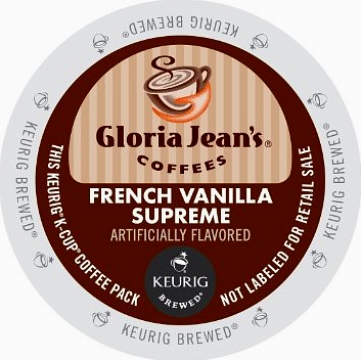 KEURIG BREWED®
KEURIG BREWED®
KEURIG BREWED®
KEURIG BREWED®
Gloria Jean's®
COFFEES
FRENCH VANILLA
SUPREME
ARTIFICIALLY FLAVORED
THIS KEURIG® K-CUP® COFFEE PACK
NOT LABELED FOR RETAIL SALE
KEURIG
BREWED®